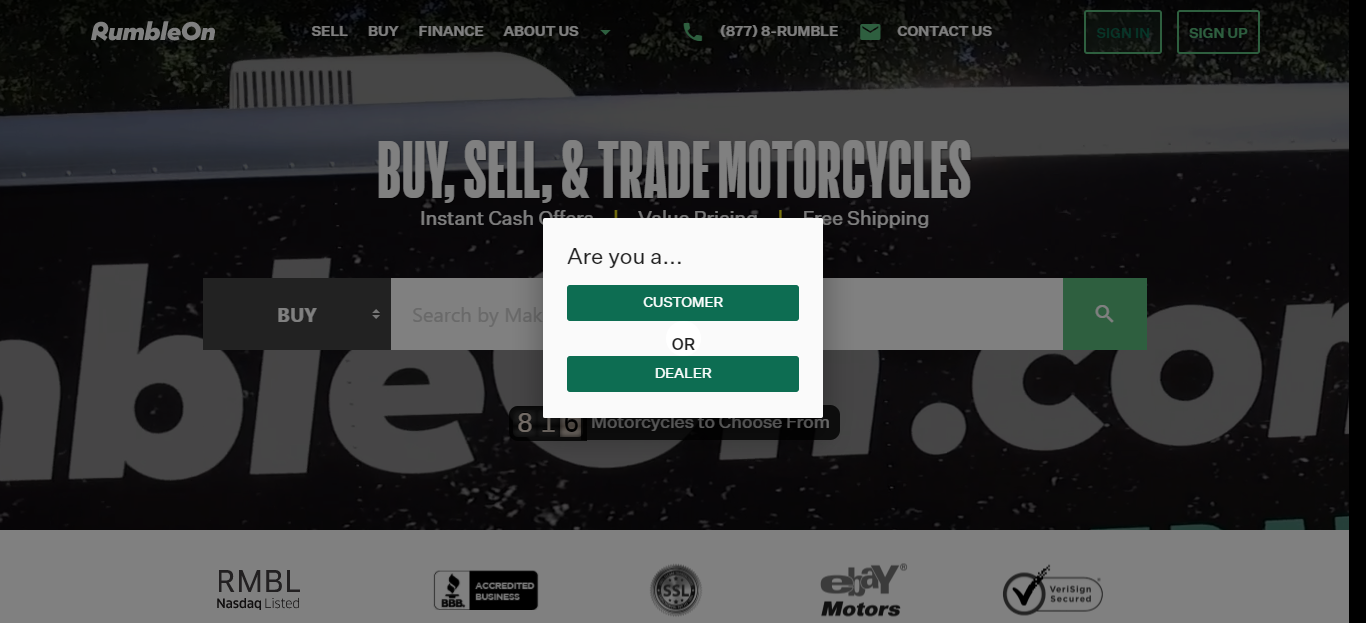 RumbleOn
SELL BUY FINANCE ABOUT US (877) 8-RUMBLE CONTACT US SIGN IN SIGN UP
BUY, SELL, & TRADE MOTORCYCLES
Instant Cash Offers | Value Pricing | Free Shipping
Are you a...
CUSTOMER
OR
DEALER
BUY Search by Mak
mbleOn.com
816 Motorcycles to Choose From
RMBL
Nasdaq Listed
BBB. ACCREDITED
BUSINESS
SSL
ebaY®
Motors
VeriSign
Secured